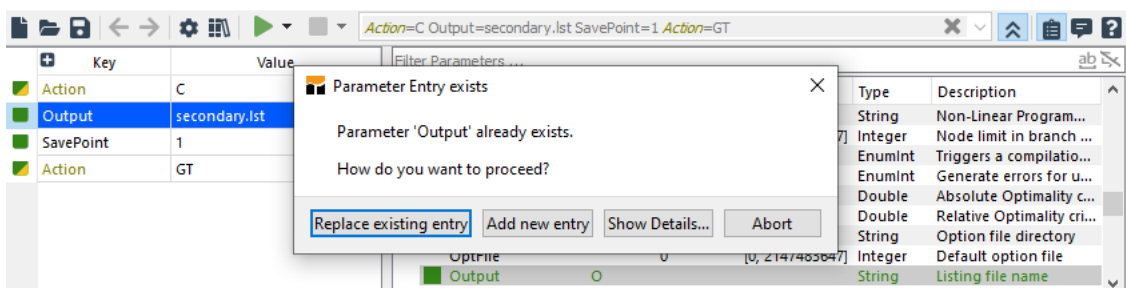 Action=C Output=secondary.lst SavePoint=1 Action=GT
Key Value
Filter Parameters ...
ab
Action C
Output secondary.lst
SavePoint 1
Action GT
Parameter Entry exists
Parameter 'Output' already exists.
How do you want to proceed?
Replace existing entry Add new entry Show Details... Abort
Type Description
String Non-Linear Program...
7] Integer Node limit in branch ...
EnumInt Triggers a compilatio...
EnumInt Generate errors for u...
Double Absolute Optimality c...
Double Relative Optimality cri...
String Option file directory
OptFile 0 [0, 2147483647] Integer Default option file
Output O String Listing file name